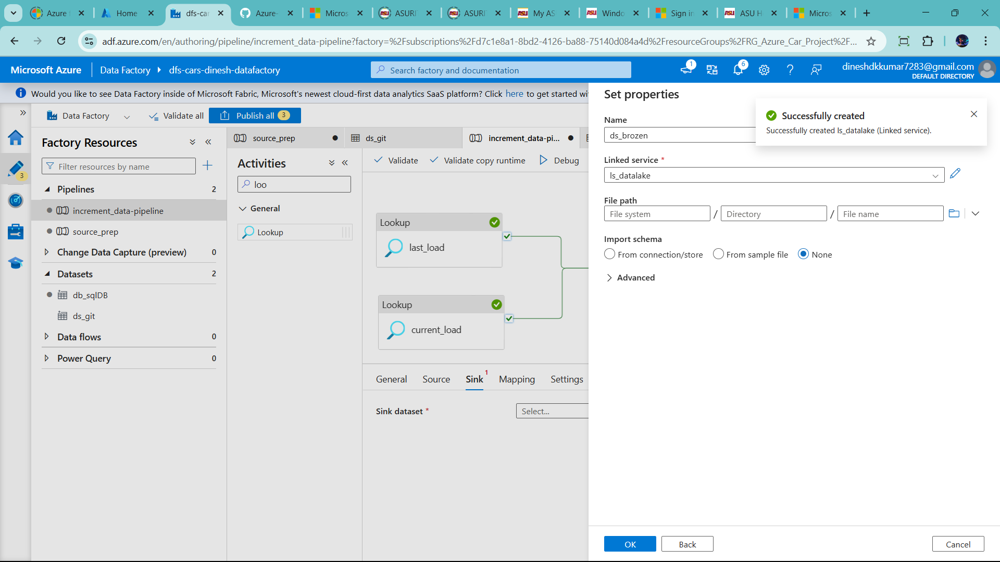 Azure
Home
dfs-car
Azure-
Micros
ASURI
ASURI
My AS
Windo
Sign in
ASU H
Micros
adf.azure.com/en/authoring/pipeline/increment_data-pipeline?factory=%2Fsubscriptions%2Fd7c1e8a1-8bd2-4126-ba88-75140d084a4d%2FresourceGroups%2FRG_Azure_Car_Project%2F...
Microsoft Azure
Data Factory
dfs-cars-dinesh-datafactory
Search factory and documentation
1
6
dineshdkkumar7283@gmail.com
DEFAULT DIRECTORY
Would you like to see Data Factory inside of Microsoft Fabric, Microsoft's newest cloud-first data analytics SaaS platform? Click here to get started wi
Data Factory
Validate all
Publish all 3
3
Factory Resources
Filter resources by name
Pipelines 2
increment_data-pipeline
source_prep
Change Data Capture (preview) 0
Datasets 2
db_sqlDB
ds_git
Data flows 0
Power Query 0
source_prep
ds_git
increment_data-pi...
Activities
loo
General
Lookup
Validate
Validate copy runtime
Debug
Lookup
last_load
Lookup
current_load
General
Source
Sink 1
Mapping
Settings
Sink dataset *
Select...
Set properties
Successfully created
Successfully created ls_datalake (Linked service).
Name
ds_brozen
Linked service *
ls_datalake
File path
File system / Directory / File name
Import schema
From connection/store
From sample file
None
Advanced
OK
Back
Cancel